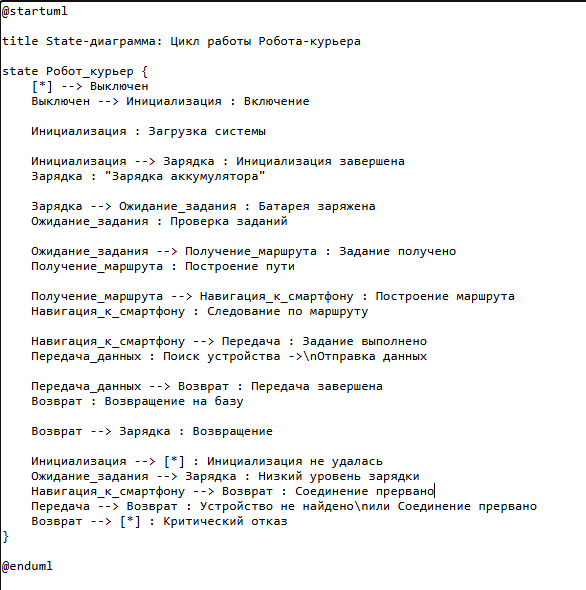 @startuml
title State-диаграмма: Цикл работы Робота-курьера
state Робот_курьер {
[*] --> Выключен
Выключен --> Инициализация : Включение
Инициализация : Загрузка системы
Инициализация --> Зарядка : Инициализация завершена
Зарядка : "Зарядка аккумулятора"
Зарядка --> Ожидание_задания : Батарея заряжена
Ожидание_задания : Проверка заданий
Ожидание_задания --> Получение_маршрута : Задание получено
Получение_маршрута : Построение пути
Получение_маршрута --> Навигация_к_смартфону : Построение маршрута
Навигация_к_смартфону : Следование по маршруту
Навигация_к_смартфону --> Передача : Задание выполнено
Передача_данных : Поиск устройства ->\nОтправка данных
Передача_данных --> Возврат : Передача завершена
Возврат : Возвращение на базу
Возврат --> Зарядка : Возвращение
Инициализация --> [*] : Инициализация не удалась
Ожидание_задания --> Зарядка : Низкий уровень зарядки
Навигация_к_смартфону --> Возврат : Соединение прервано
Передача --> Возврат : Устройство не найдено\nили Соединение прервано
Возврат --> [*] : Критический отказ
}
@enduml